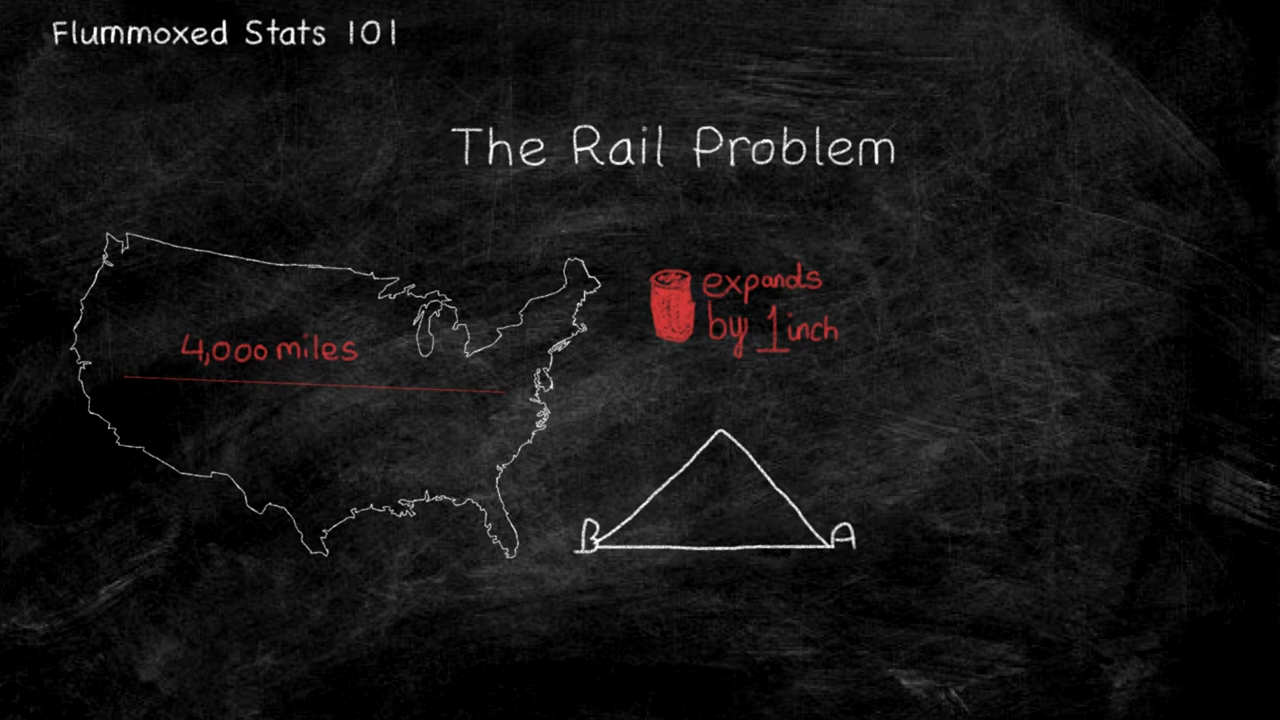 Flummoxed Stats 101
The Rail Problem
4,000 miles
expands
by 1 inch
B
A